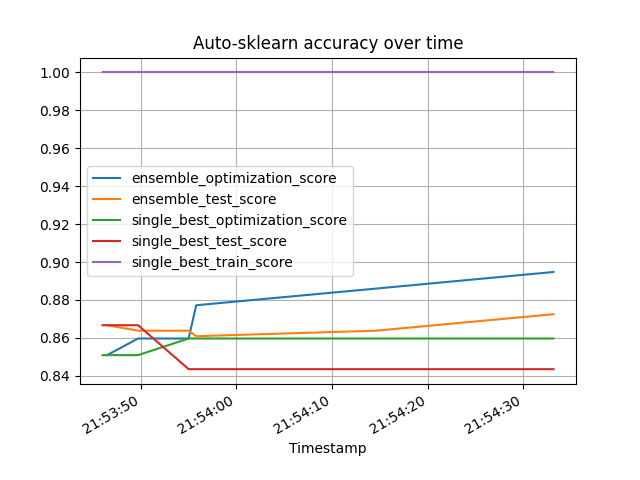 Auto-sklearn accuracy over time
1.00
0.98
0.96
0.94
0.92
0.90
0.88
0.86
0.84
ensemble_optimization_score
ensemble_test_score
single_best_optimization_score
single_best_test_score
single_best_train_score
21:53:50
21:54:00
21:54:10
21:54:20
21:54:30
Timestamp